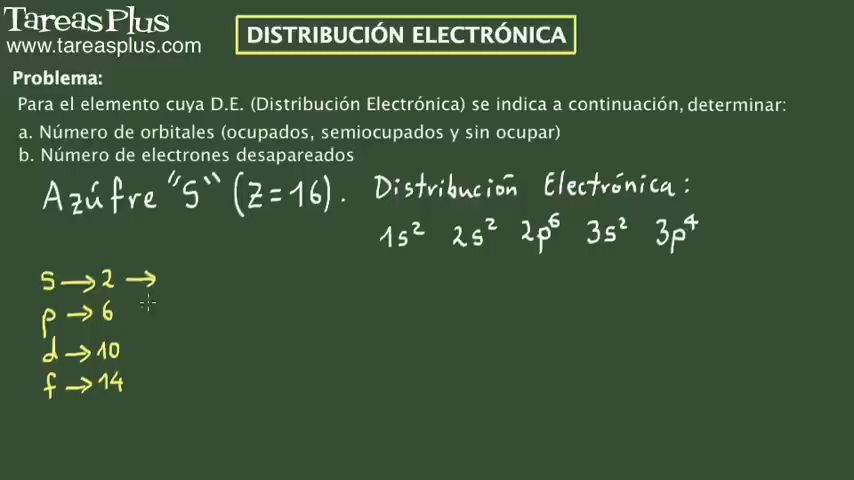 TareasPlus
www.tareasplus.com
DISTRIBUCIÓN ELECTRÓNICA
Problema:
Para el elemento cuya D.E. (Distribución Electrónica) se indica a continuación, determinar:
a. Número de orbitales (ocupados, semiocupados y sin ocupar)
b. Número de electrones desapareados
Azúfre "S" (Z=16). Distribución Electrónica:
1s² 2s² 2p⁶ 3s² 3p⁴
s → 2 →
p → 6
d → 10
f → 14